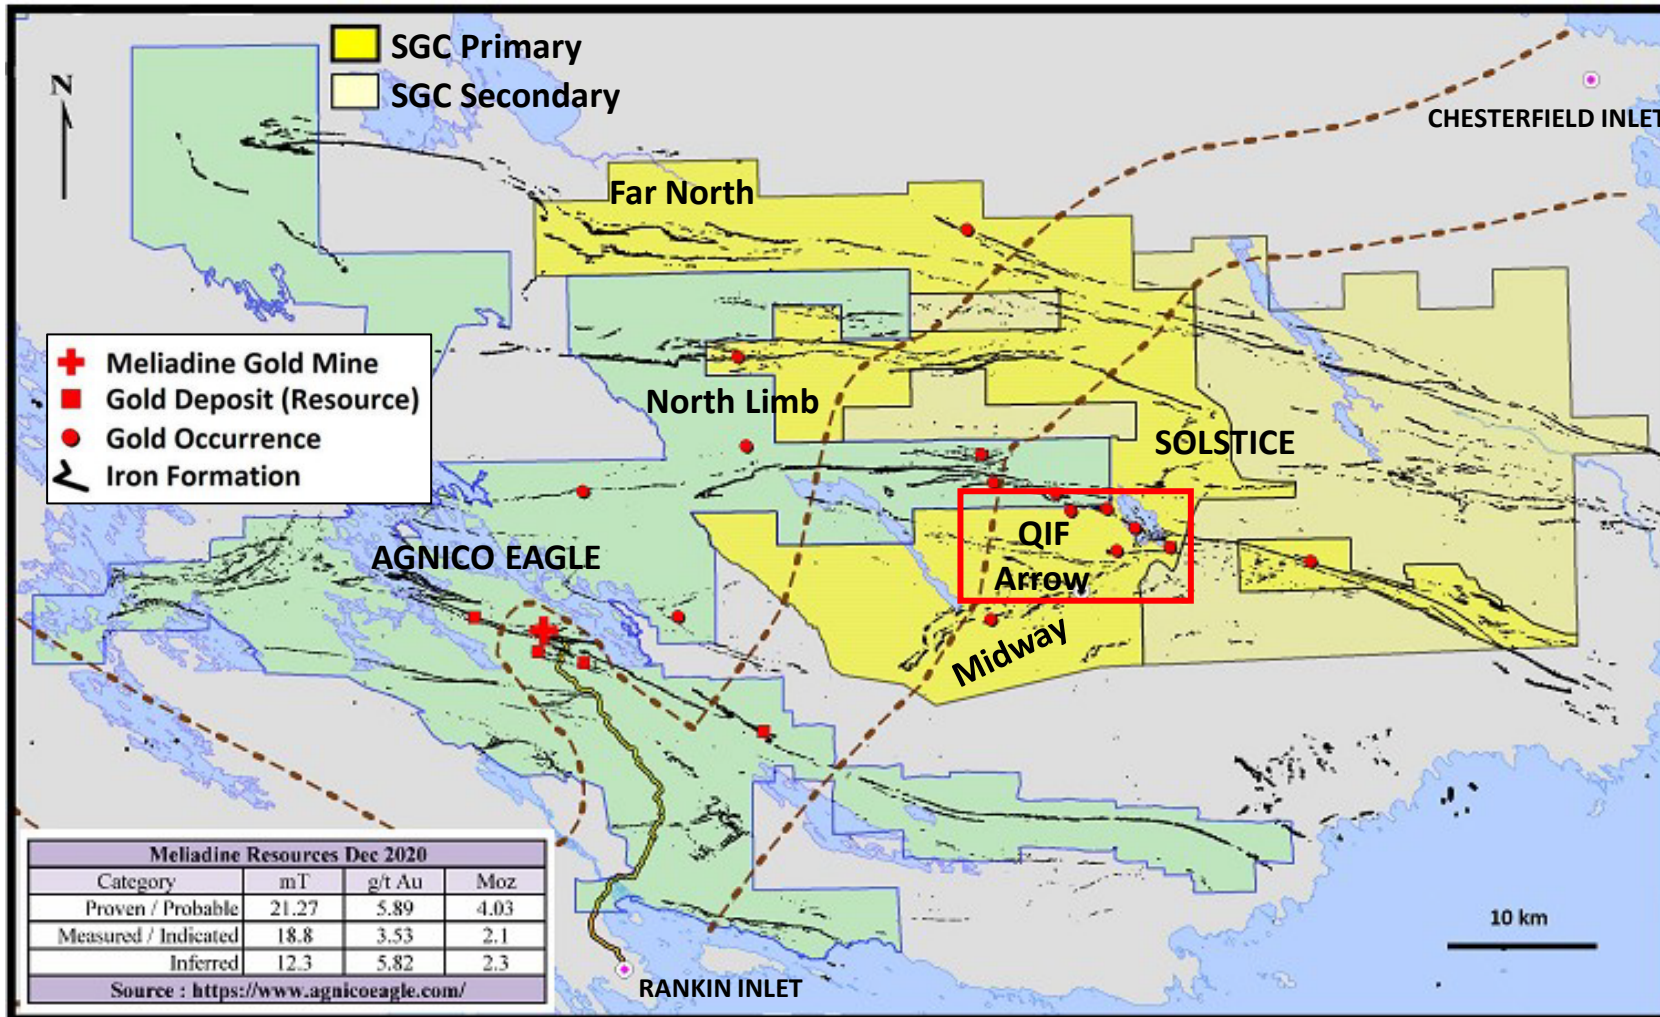 SGC Primary
SGC Secondary
N
CHESTERFIELD INLET
Far North
Meliadine Gold Mine
Gold Deposit (Resource)
Gold Occurrence
Iron Formation
North Limb
SOLSTICE
AGNICO EAGLE
QIF
Arrow
Midway
Meliadine Resources Dec 2020
Category mT g/t Au Moz
Proven / Probable 21.27 5.89 4.03
Measured / Indicated 18.8 3.53 2.1
Inferred 12.3 5.82 2.3
Source : https://www.agnicoeagle.com/
10 km
RANKIN INLET